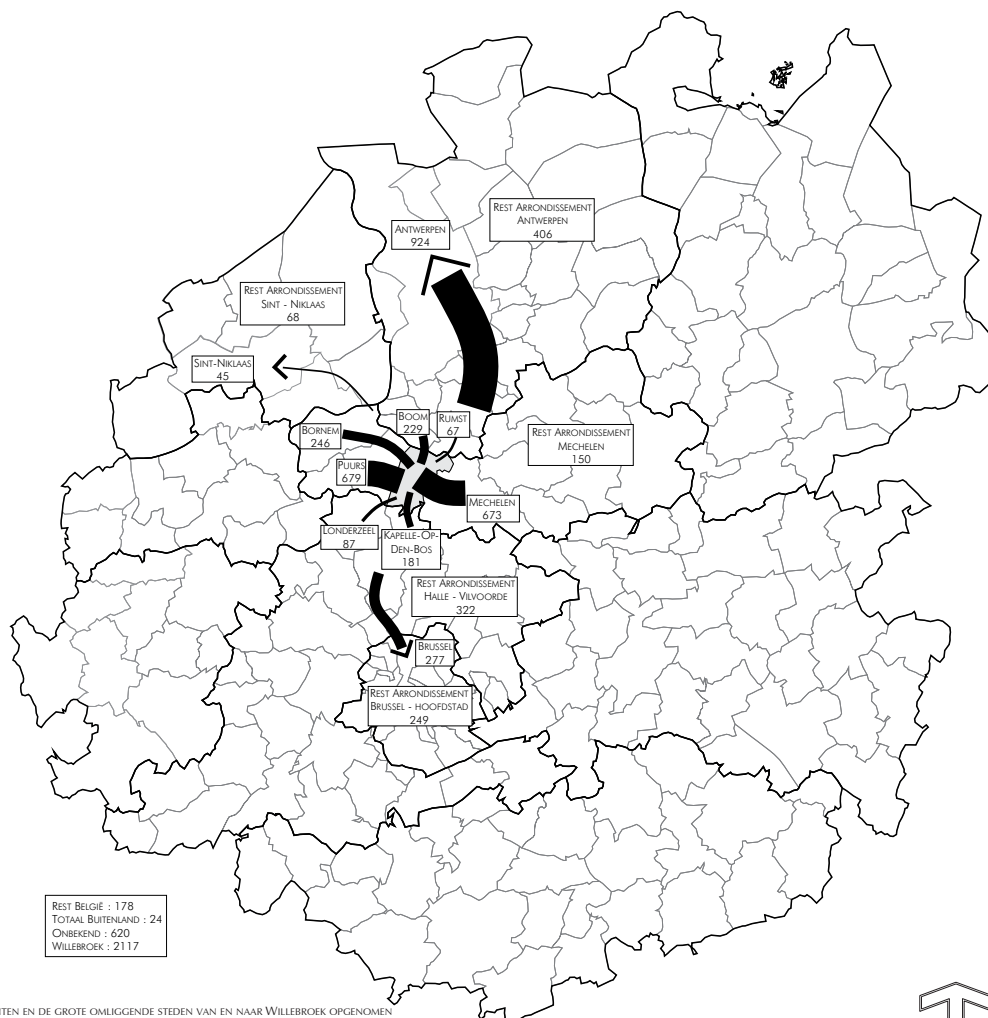 REST ARRONDISSEMENT
ANTWERPEN
406
ANTWERPEN
924
REST ARRONDISSEMENT
SINT - NIKLAAS
68
SINT-NIKLAAS
45
BOOM
229
RUMST
67
BORNEM
246
REST ARRONDISSEMENT
MECHELEN
150
PUURS
679
MECHELEN
673
LONDERZEEL
87
KAPELLE-OP-
DEN-BOS
181
REST ARRONDISSEMENT
HALLE - VILVOORDE
322
BRUSSEL
277
REST ARRONDISSEMENT
BRUSSEL - HOOFDSTAD
249
REST BELGIË : 178
TOTAAL BUITENLAND : 24
ONBEKEND : 620
WILLEBROEK : 2117
TEN EN DE GROTE OMLIGGENDE STEDEN VAN EN NAAR WILLEBROEK OPGENOMEN